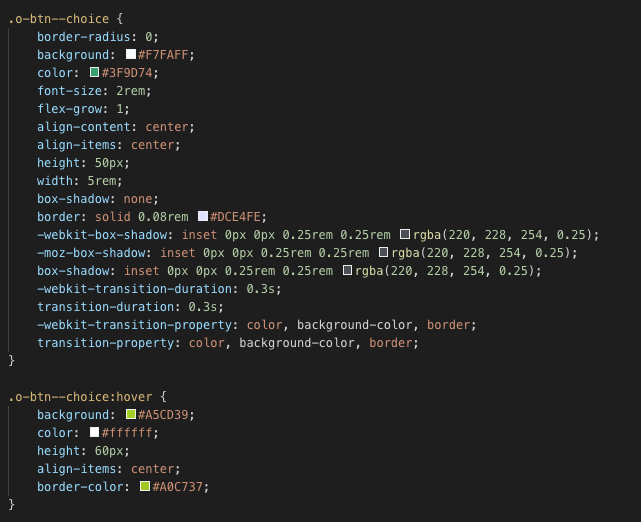 .o-btn--choice {
    border-radius: 0;
    background: #F7FAFF;
    color: #3F9D74;
    font-size: 2rem;
    flex-grow: 1;
    align-content: center;
    align-items: center;
    height: 50px;
    width: 5rem;
    box-shadow: none;
    border: solid 0.08rem #DCE4FE;
    -webkit-box-shadow: inset 0px 0px 0.25rem 0.25rem rgba(220, 228, 254, 0.25);
    -moz-box-shadow: inset 0px 0px 0.25rem 0.25rem rgba(220, 228, 254, 0.25);
    box-shadow: inset 0px 0px 0.25rem 0.25rem rgba(220, 228, 254, 0.25);
    -webkit-transition-duration: 0.3s;
    transition-duration: 0.3s;
    -webkit-transition-property: color, background-color, border;
    transition-property: color, background-color, border;
}

.o-btn--choice:hover {
    background: #A5CD39;
    color: #ffffff;
    height: 60px;
    align-items: center;
    border-color: #A0C737;
}